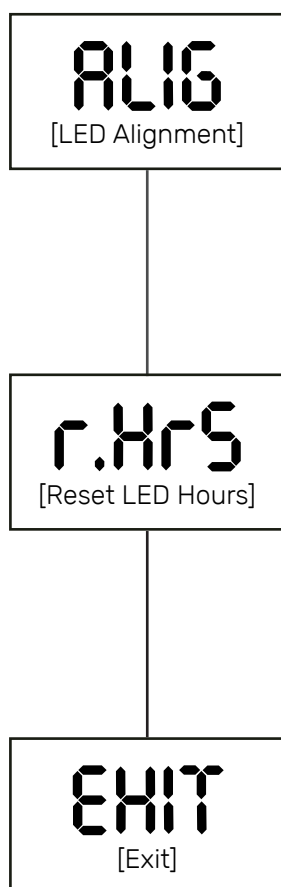 ALIG
[LED Alignment]
r.HrS
[Reset LED Hours]
EXIT
[Exit]